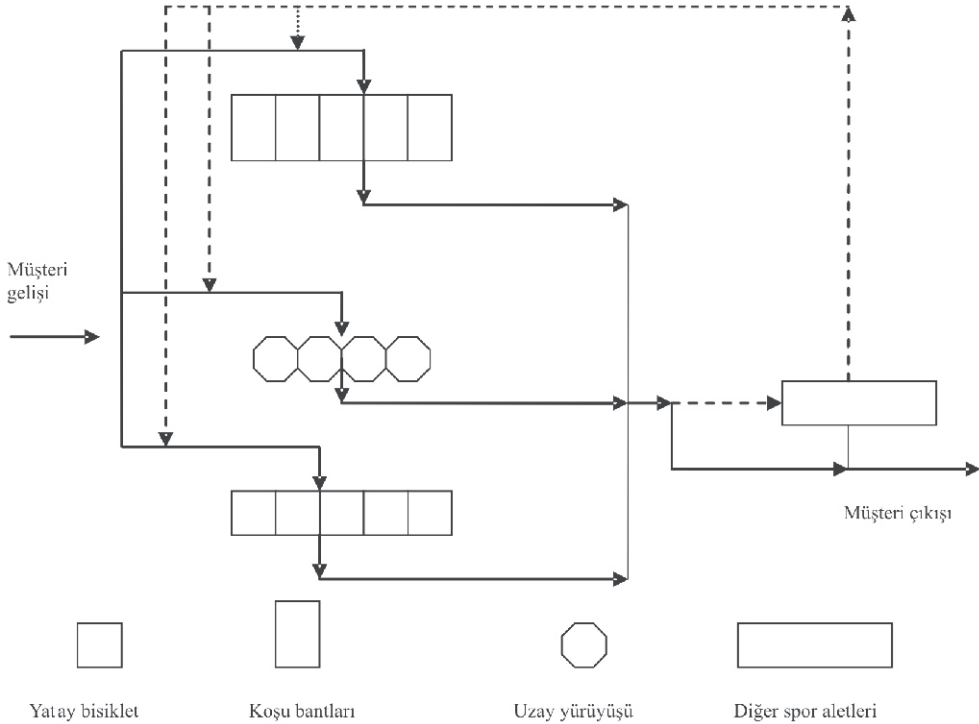 Müşteri
gelişi
Müşteri çıkışı
Yatay bisiklet
Koşu bantları
Uzay yürüyüşü
Diğer spor aletleri